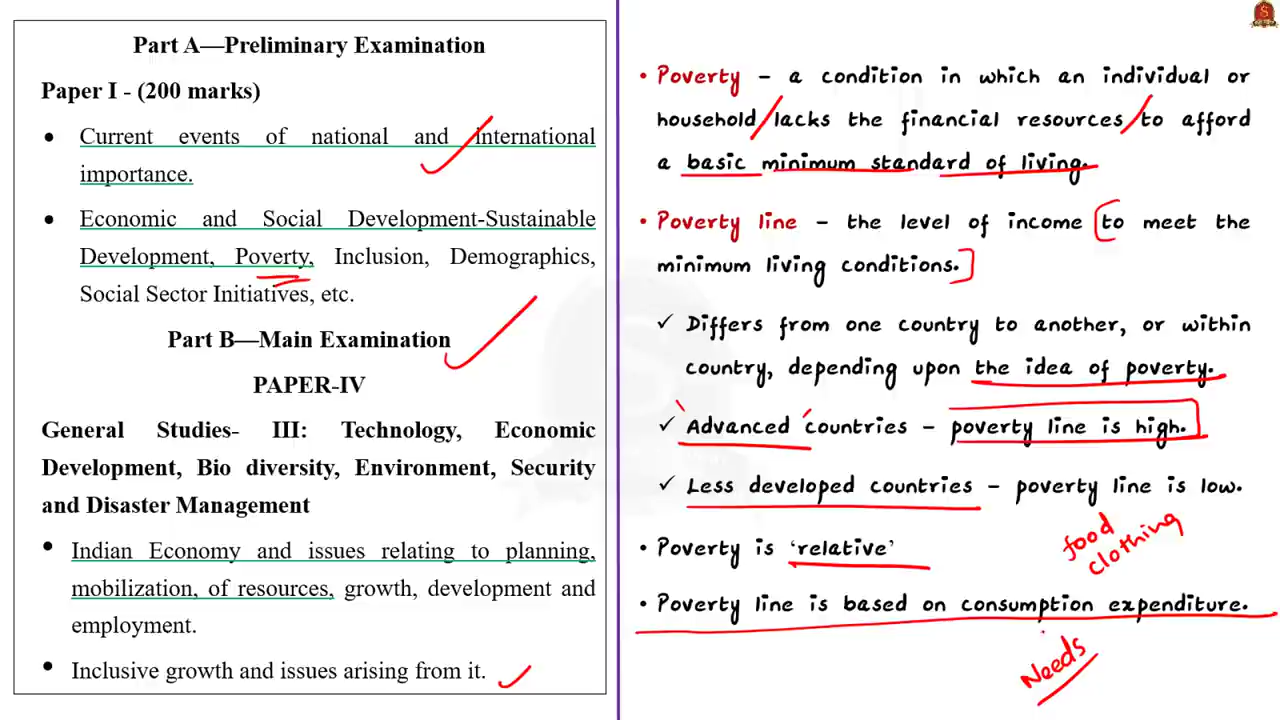 Part A—Preliminary Examination
Paper I - (200 marks)
• Current events of national and international
importance.
• Economic and Social Development-Sustainable
Development, Poverty, Inclusion, Demographics,
Social Sector Initiatives, etc.
Part B—Main Examination
PAPER-IV
General Studies- III: Technology, Economic
Development, Bio diversity, Environment, Security
and Disaster Management
• Indian Economy and issues relating to planning,
mobilization, of resources, growth, development and
employment.
• Inclusive growth and issues arising from it.
• Poverty – a condition in which an individual or
household lacks the financial resources to afford
a basic minimum standard of living.
• Poverty line – the level of income to meet the
minimum living conditions.
✓ Differs from one country to another, or within
country, depending upon the idea of poverty.
✓ Advanced countries – poverty line is high.
✓ Less developed countries – poverty line is low.
food
clothing
• Poverty is ‘relative’
• Poverty line is based on consumption expenditure.
Needs